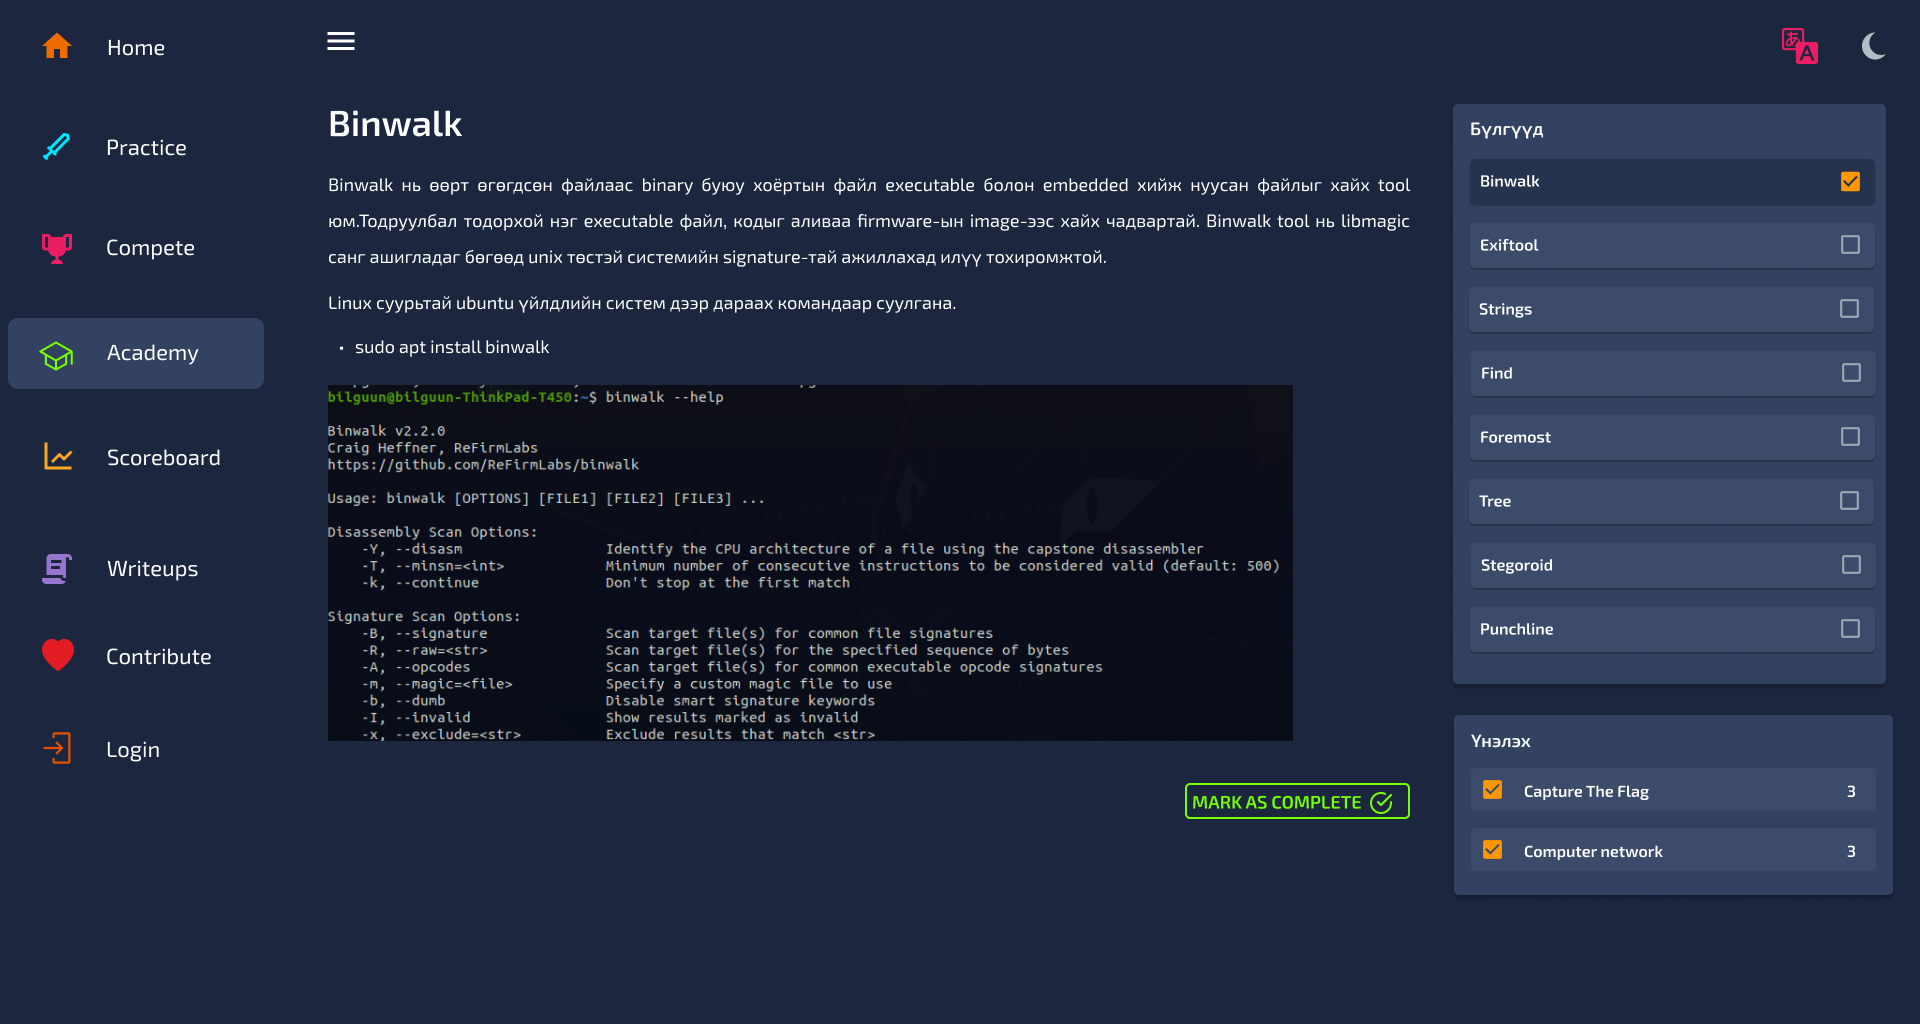 Home
Practice
Compete
Academy
Scoreboard
Writeups
Contribute
Login
Binwalk
Binwalk нь өөрт өгөгдсөн файлаас binary буюу хоёртын файл executable болон embedded хийж нуусан файлыг хайх tool
юм.Тодруулбал тодорхой нэг executable файл, кодыг аливаа firmware-ын image-ээс хайх чадвартай. Binwalk tool нь libmagic
санг ашигладаг бөгөөд unix төстэй системийн signature-тай ажиллахад илүү тохиромжтой.
Linux суурьтай ubuntu үйлдлийн систем дээр дараах командаар суулгана.
• sudo apt install binwalk
bilguun@bilguun-ThinkPad-T450:~$ binwalk --help
Binwalk v2.2.0
Craig Heffner, ReFirmLabs
https://github.com/ReFirmLabs/binwalk
Usage: binwalk [OPTIONS] [FILE1] [FILE2] [FILE3] ...
Disassembly Scan Options:
-Y, --disasm Identify the CPU architecture of a file using the capstone disassembler
-T, --minsn=<int> Minimum number of consecutive instructions to be considered valid (default: 500)
-k, --continue Don't stop at the first match
Signature Scan Options:
-B, --signature Scan target file(s) for common file signatures
-R, --raw=<str> Scan target file(s) for the specified sequence of bytes
-A, --opcodes Scan target file(s) for common executable opcode signatures
-m, --magic=<file> Specify a custom magic file to use
-b, --dumb Disable smart signature keywords
-I, --invalid Show results marked as invalid
-x, --exclude=<str> Exclude results that match <str>
MARK AS COMPLETE
あ A
Бүлгүүд
Binwalk
Exiftool
Strings
Find
Foremost
Tree
Stegoroid
Punchline
Үнэлэх
Capture The Flag 3
Computer network 3